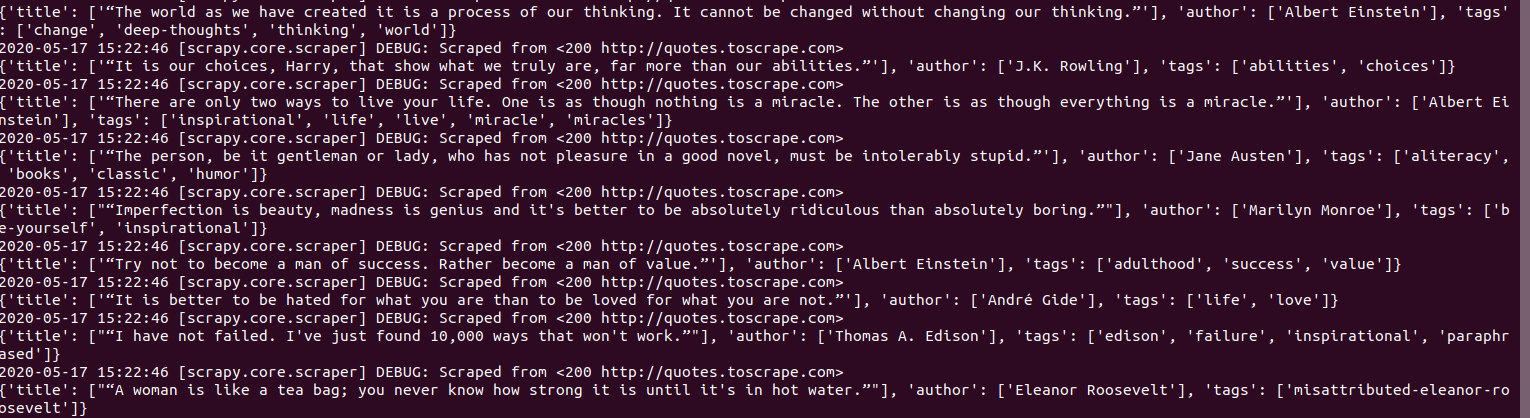 {'title': ['“The world as we have created it is a process of our thinking. It cannot be changed without changing our thinking.”'], 'author': ['Albert Einstein'], 'tags'
: ['change', 'deep-thoughts', 'thinking', 'world']}
2020-05-17 15:22:46 [scrapy.core.scraper] DEBUG: Scraped from <200 http://quotes.toscrape.com>
{'title': ['“It is our choices, Harry, that show what we truly are, far more than our abilities.”'], 'author': ['J.K. Rowling'], 'tags': ['abilities', 'choices']}
2020-05-17 15:22:46 [scrapy.core.scraper] DEBUG: Scraped from <200 http://quotes.toscrape.com>
{'title': ['“There are only two ways to live your life. One is as though nothing is a miracle. The other is as though everything is a miracle.”'], 'author': ['Albert Ei
nstein'], 'tags': ['inspirational', 'life', 'live', 'miracle', 'miracles']}
2020-05-17 15:22:46 [scrapy.core.scraper] DEBUG: Scraped from <200 http://quotes.toscrape.com>
{'title': ['“The person, be it gentleman or lady, who has not pleasure in a good novel, must be intolerably stupid.”'], 'author': ['Jane Austen'], 'tags': ['aliteracy',
 'books', 'classic', 'humor']}
2020-05-17 15:22:46 [scrapy.core.scraper] DEBUG: Scraped from <200 http://quotes.toscrape.com>
{'title': ["“Imperfection is beauty, madness is genius and it's better to be absolutely ridiculous than absolutely boring.”"], 'author': ['Marilyn Monroe'], 'tags': ['b
e-yourself', 'inspirational']}
2020-05-17 15:22:46 [scrapy.core.scraper] DEBUG: Scraped from <200 http://quotes.toscrape.com>
{'title': ['“Try not to become a man of success. Rather become a man of value.”'], 'author': ['Albert Einstein'], 'tags': ['adulthood', 'success', 'value']}
2020-05-17 15:22:46 [scrapy.core.scraper] DEBUG: Scraped from <200 http://quotes.toscrape.com>
{'title': ['“It is better to be hated for what you are than to be loved for what you are not.”'], 'author': ['André Gide'], 'tags': ['life', 'love']}
2020-05-17 15:22:46 [scrapy.core.scraper] DEBUG: Scraped from <200 http://quotes.toscrape.com>
{'title': ["“I have not failed. I've just found 10,000 ways that won't work.”"], 'author': ['Thomas A. Edison'], 'tags': ['edison', 'failure', 'inspirational', 'paraphr
ased']}
2020-05-17 15:22:46 [scrapy.core.scraper] DEBUG: Scraped from <200 http://quotes.toscrape.com>
{'title': ["“A woman is like a tea bag; you never know how strong it is until it's in hot water.”"], 'author': ['Eleanor Roosevelt'], 'tags': ['misattributed-eleanor-ro
osevelt']}